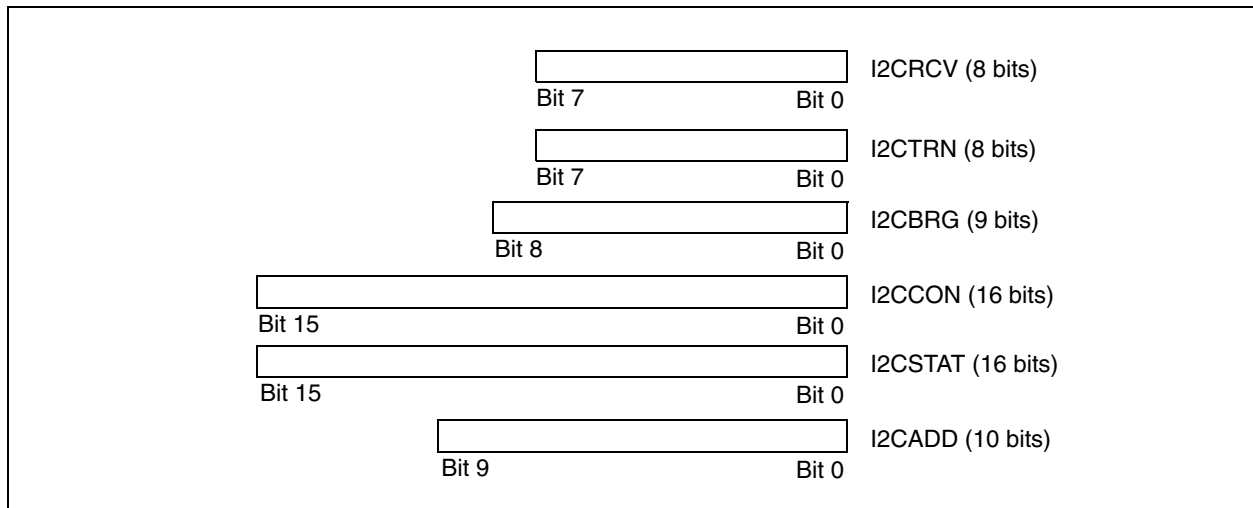 I2CRCV (8 bits)
Bit 7 Bit 0
I2CTRN (8 bits)
Bit 7 Bit 0
I2CBRG (9 bits)
Bit 8 Bit 0
I2CCON (16 bits)
Bit 15 Bit 0
I2CSTAT (16 bits)
Bit 15 Bit 0
I2CADD (10 bits)
Bit 9 Bit 0